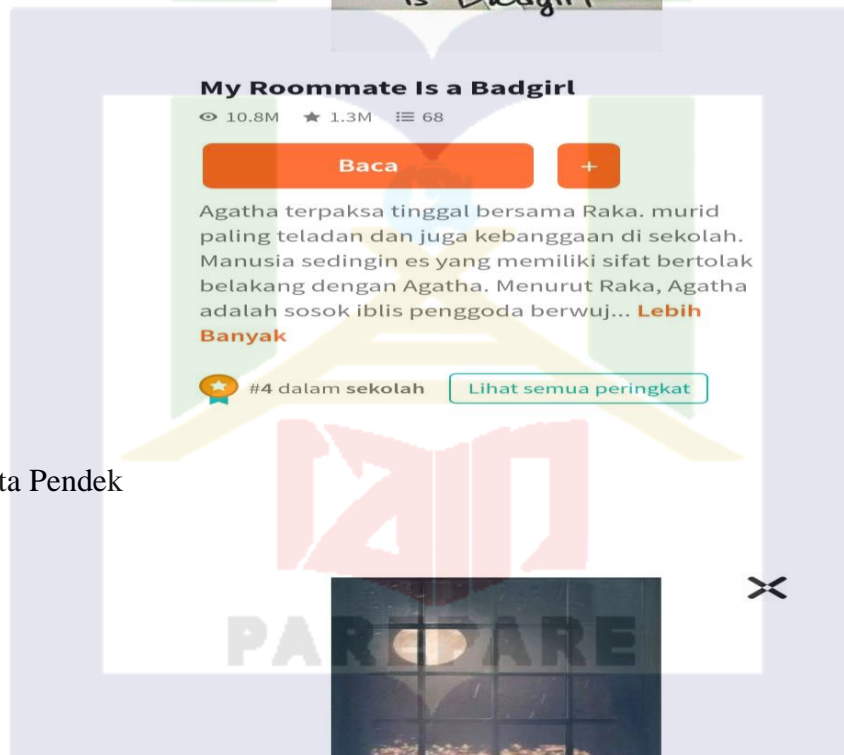 is Badgirl
My Roommate Is a Badgirl
10.8M 1.3M 68
Baca +
Agatha terpaksa tinggal bersama Raka. murid
paling teladan dan juga kebanggaan di sekolah.
Manusia sedingin es yang memiliki sifat bertolak
belakang dengan Agatha. Menurut Raka, Agatha
adalah sosok iblis penggoda berwuj... Lebih
Banyak
#4 dalam sekolah Lihat semua peringkat
ta Pendek
PAREPARE